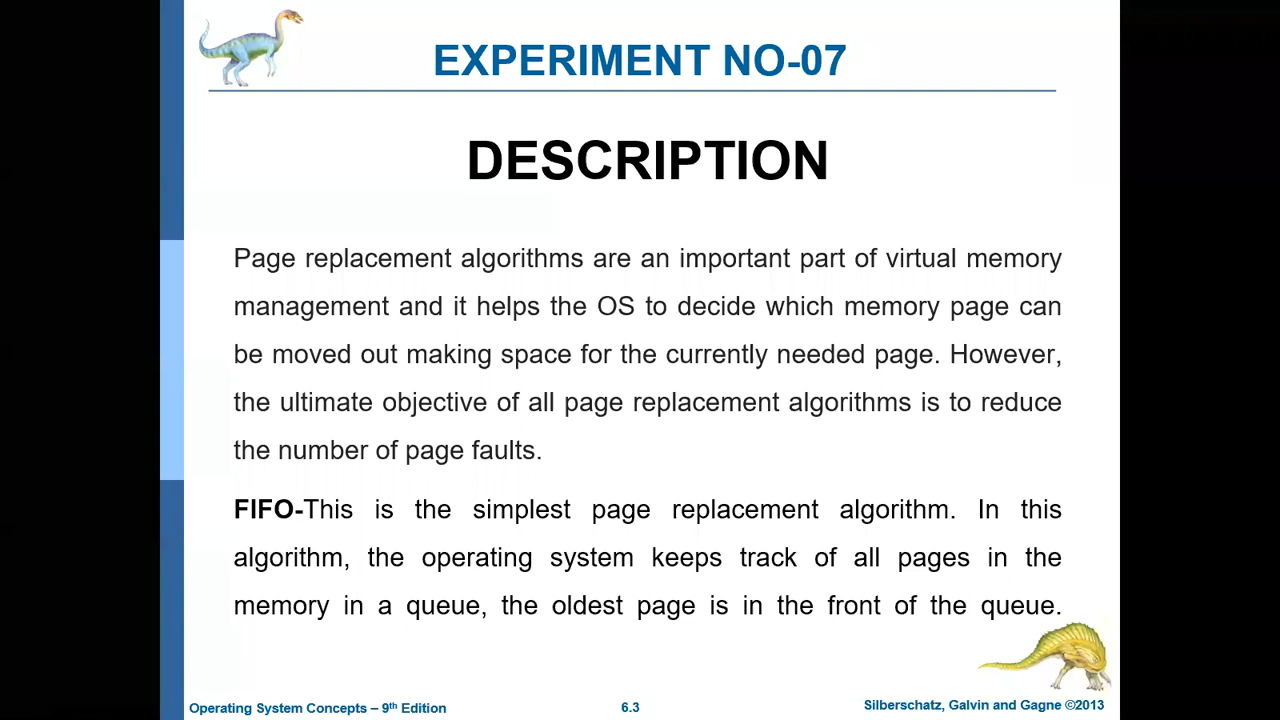 EXPERIMENT NO-07
DESCRIPTION
Page replacement algorithms are an important part of virtual memory
management and it helps the OS to decide which memory page can
be moved out making space for the currently needed page. However,
the ultimate objective of all page replacement algorithms is to reduce
the number of page faults.
FIFO-This is the simplest page replacement algorithm. In this
algorithm, the operating system keeps track of all pages in the
memory in a queue, the oldest page is in the front of the queue.
Operating System Concepts – 9th Edition
6.3
Silberschatz, Galvin and Gagne ©2013